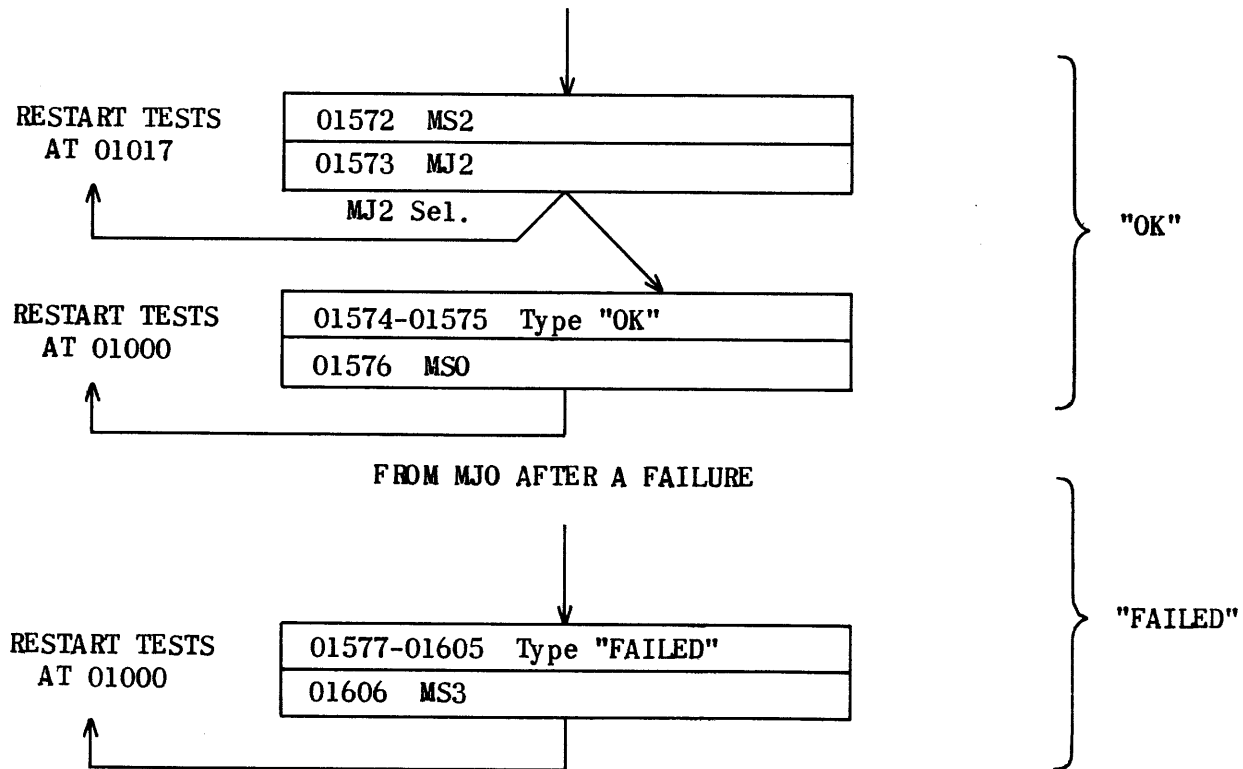 RESTART TESTS
AT 01017
01572 MS2
01573 MJ2
MJ2 Sel.
"OK"
RESTART TESTS
AT 01000
01574-01575 Type "OK"
01576 MS0
FROM MJ0 AFTER A FAILURE
RESTART TESTS
AT 01000
01577-01605 Type "FAILED"
01606 MS3
"FAILED"